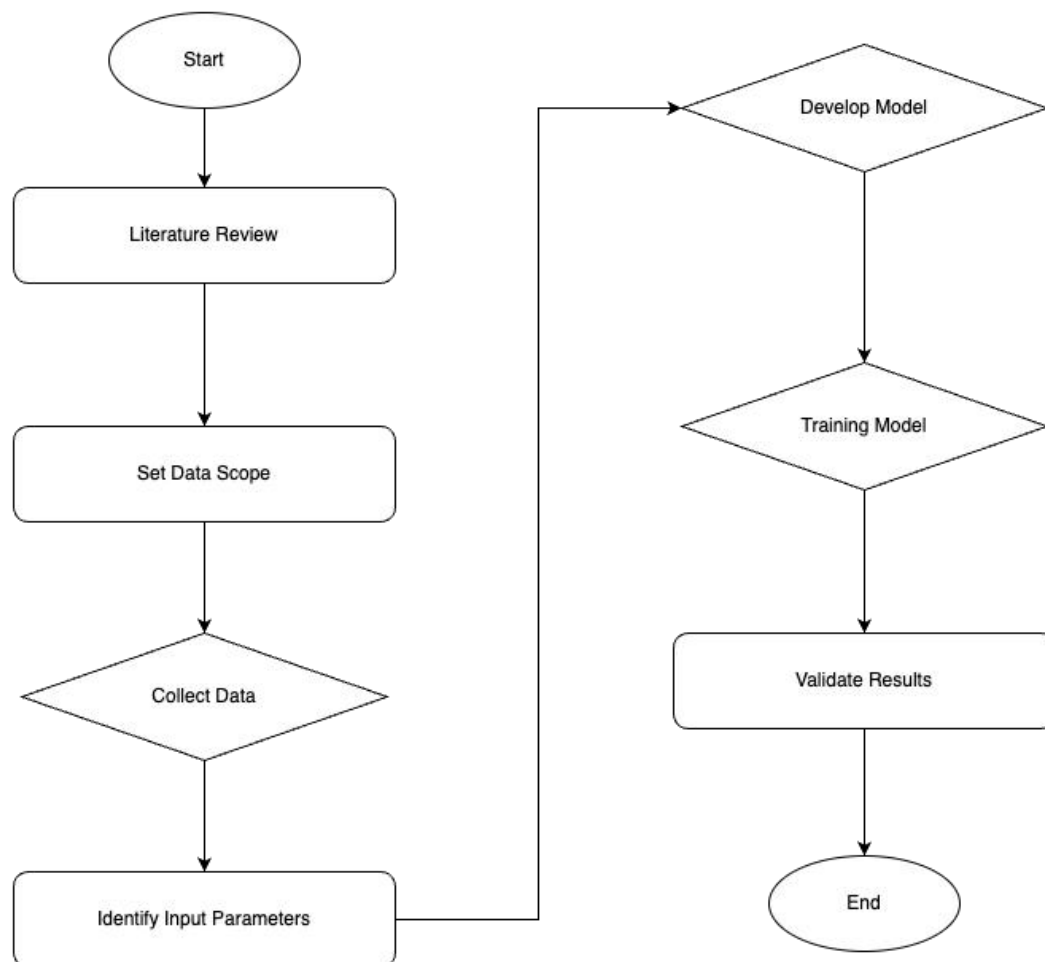 Start
Literature Review
Set Data Scope
Collect Data
Identify Input Parameters
Develop Model
Training Model
Validate Results
End